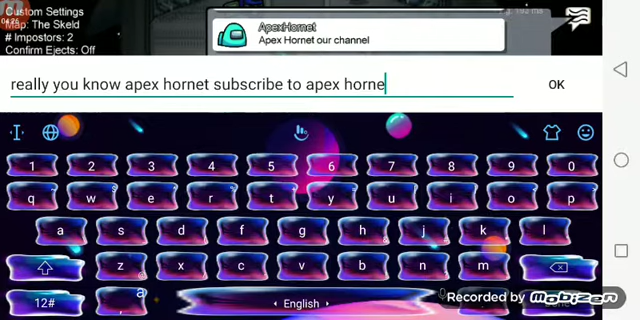 Custom Settings
Map: The Skeld
# Impostors: 2
Confirm Ejects: Off
04:26
ApexHornet
Apex Hornet our channel
really you know apex hornet subscribe to apex horne
OK
1 2 3 4 5 6 7 8 9 0
q w e r t y u i o p
a s d f g h j k l
z x c v b n m
12# , English
Recorded by mobizen